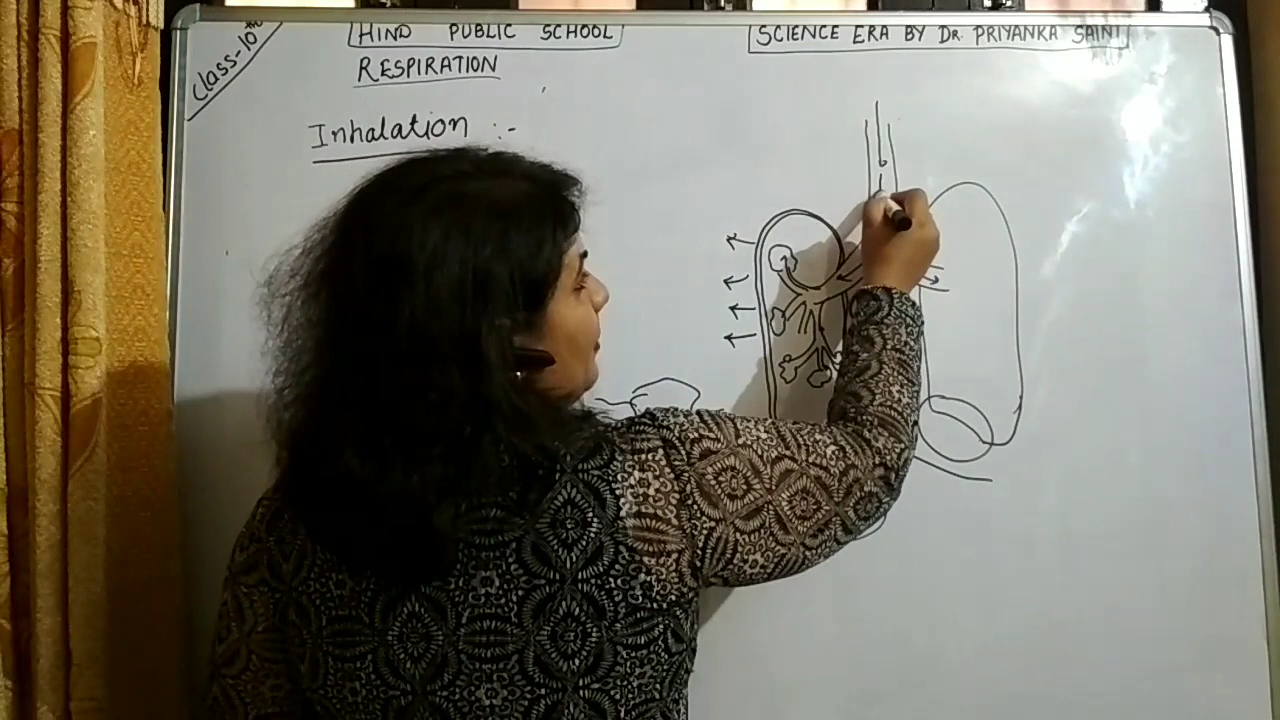 Class-10th
HIND PUBLIC SCHOOL
SCIENCE ERA BY DR. PRIYANKA SAINI
RESPIRATION
Inhalation :-